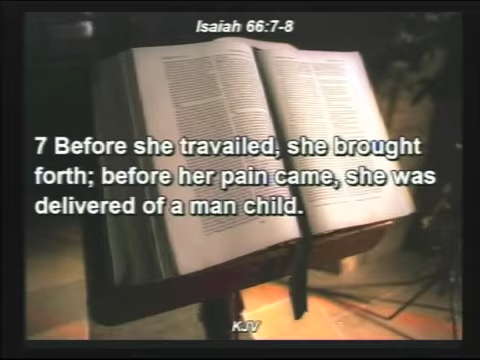 Isaiah 66:7-8
7 Before she travailed, she brought
forth; before her pain came, she was
delivered of a man child.
KJV